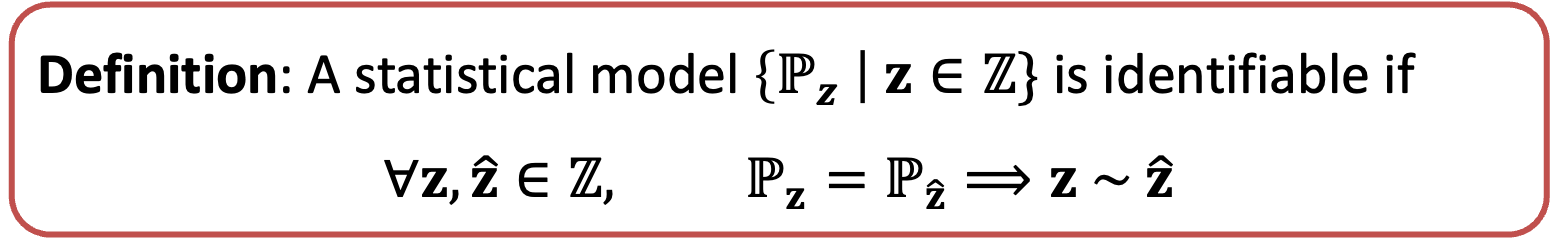 Definition: A statistical model {ℙ_𝒛 | 𝐳 ∈ ℤ} is identifiable if
∀𝐳, 𝐳̂ ∈ ℤ, ℙ_𝐳 = ℙ_𝐳̂ ⟹ 𝐳 ~ 𝐳̂